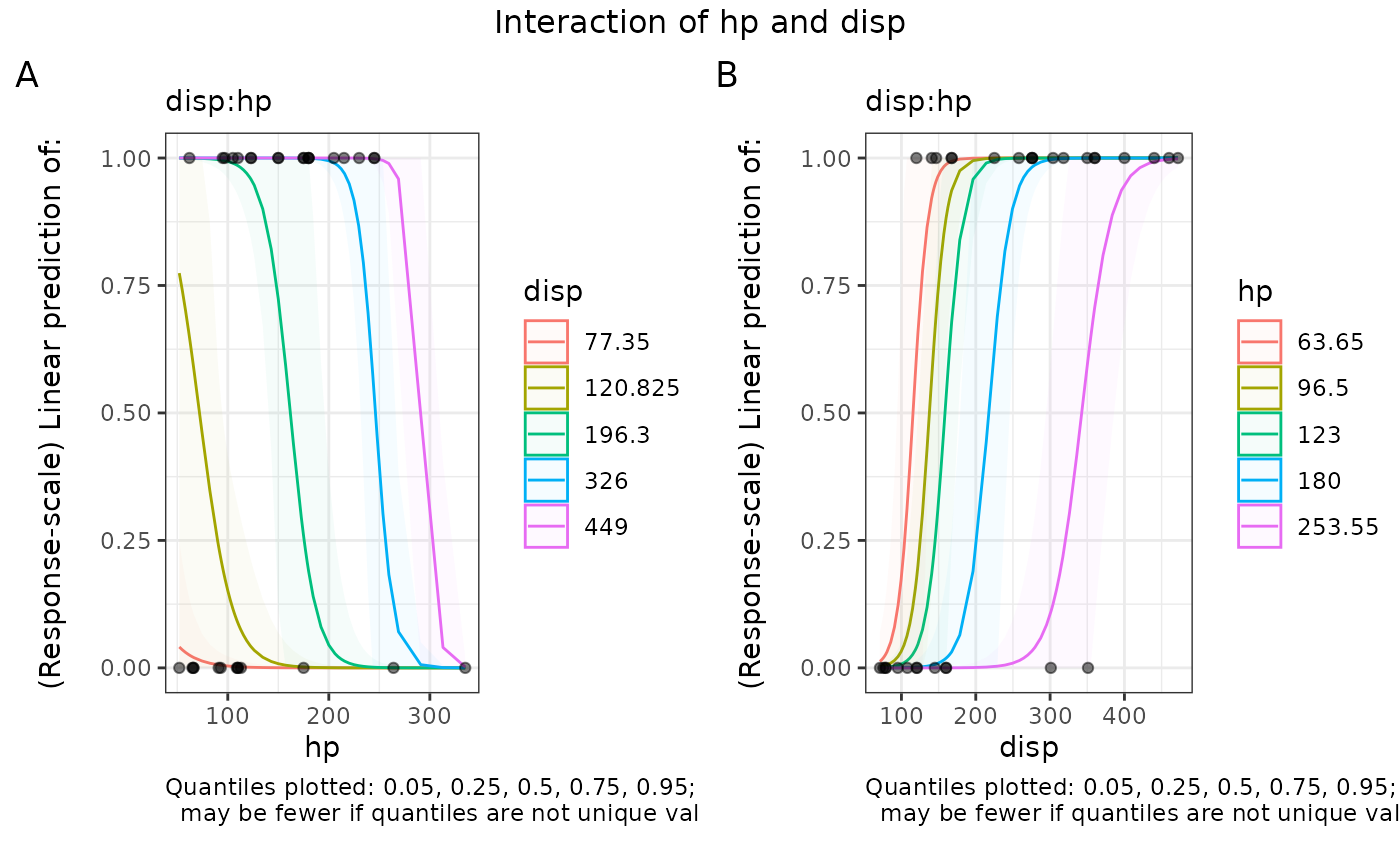 Interaction of hp and disp
A
disp:hp
(Response-scale) Linear prediction of:
1.00
0.75
0.50
0.25
0.00
100 200 300
hp
disp
77.35
120.825
196.3
326
449
Quantiles plotted: 0.05, 0.25, 0.5, 0.75, 0.95;
may be fewer if quantiles are not unique val
B
disp:hp
(Response-scale) Linear prediction of:
1.00
0.75
0.50
0.25
0.00
100 200 300 400
disp
hp
63.65
96.5
123
180
253.55
Quantiles plotted: 0.05, 0.25, 0.5, 0.75, 0.95;
may be fewer if quantiles are not unique val